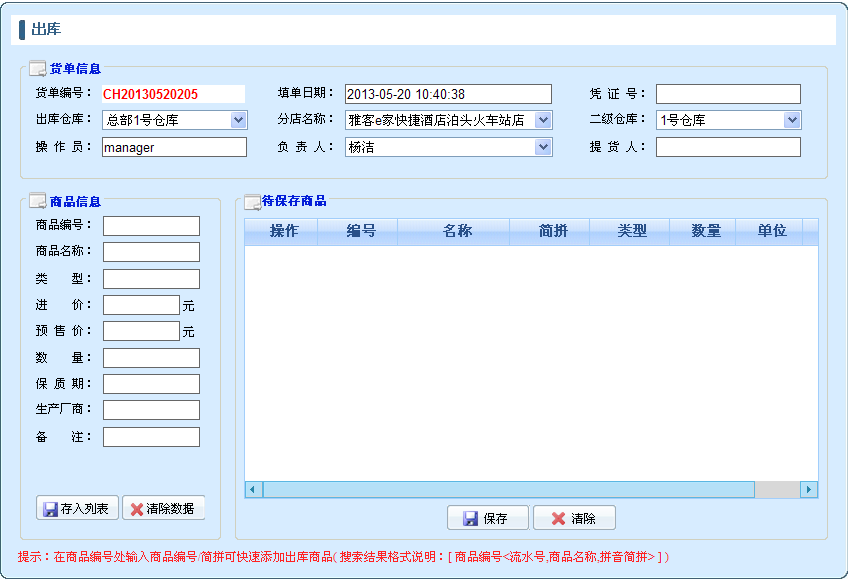 出库
货单信息
货单编号： CH20130520205 填单日期： 2013-05-20 10:40:38 凭 证 号：
出库仓库： 总部1号仓库 分店名称： 雅客e家快捷酒店泊头火车站店 二级仓库： 1号仓库
操 作 员： manager 负 责 人： 杨洁 提 货 人：
商品信息
商品编号：
商品名称：
类 型：
进 价： 元
预 售 价： 元
数 量：
保 质 期：
生产厂商：
备 注：
存入列表 清除数据
待保存商品
操作 编号 名称 简拼 类型 数量 单位
保存 清除
提示：在商品编号处输入商品编号/简拼可快速添加出库商品( 搜索结果格式说明：[ 商品编号<流水号,商品名称,拼音简拼> ] )